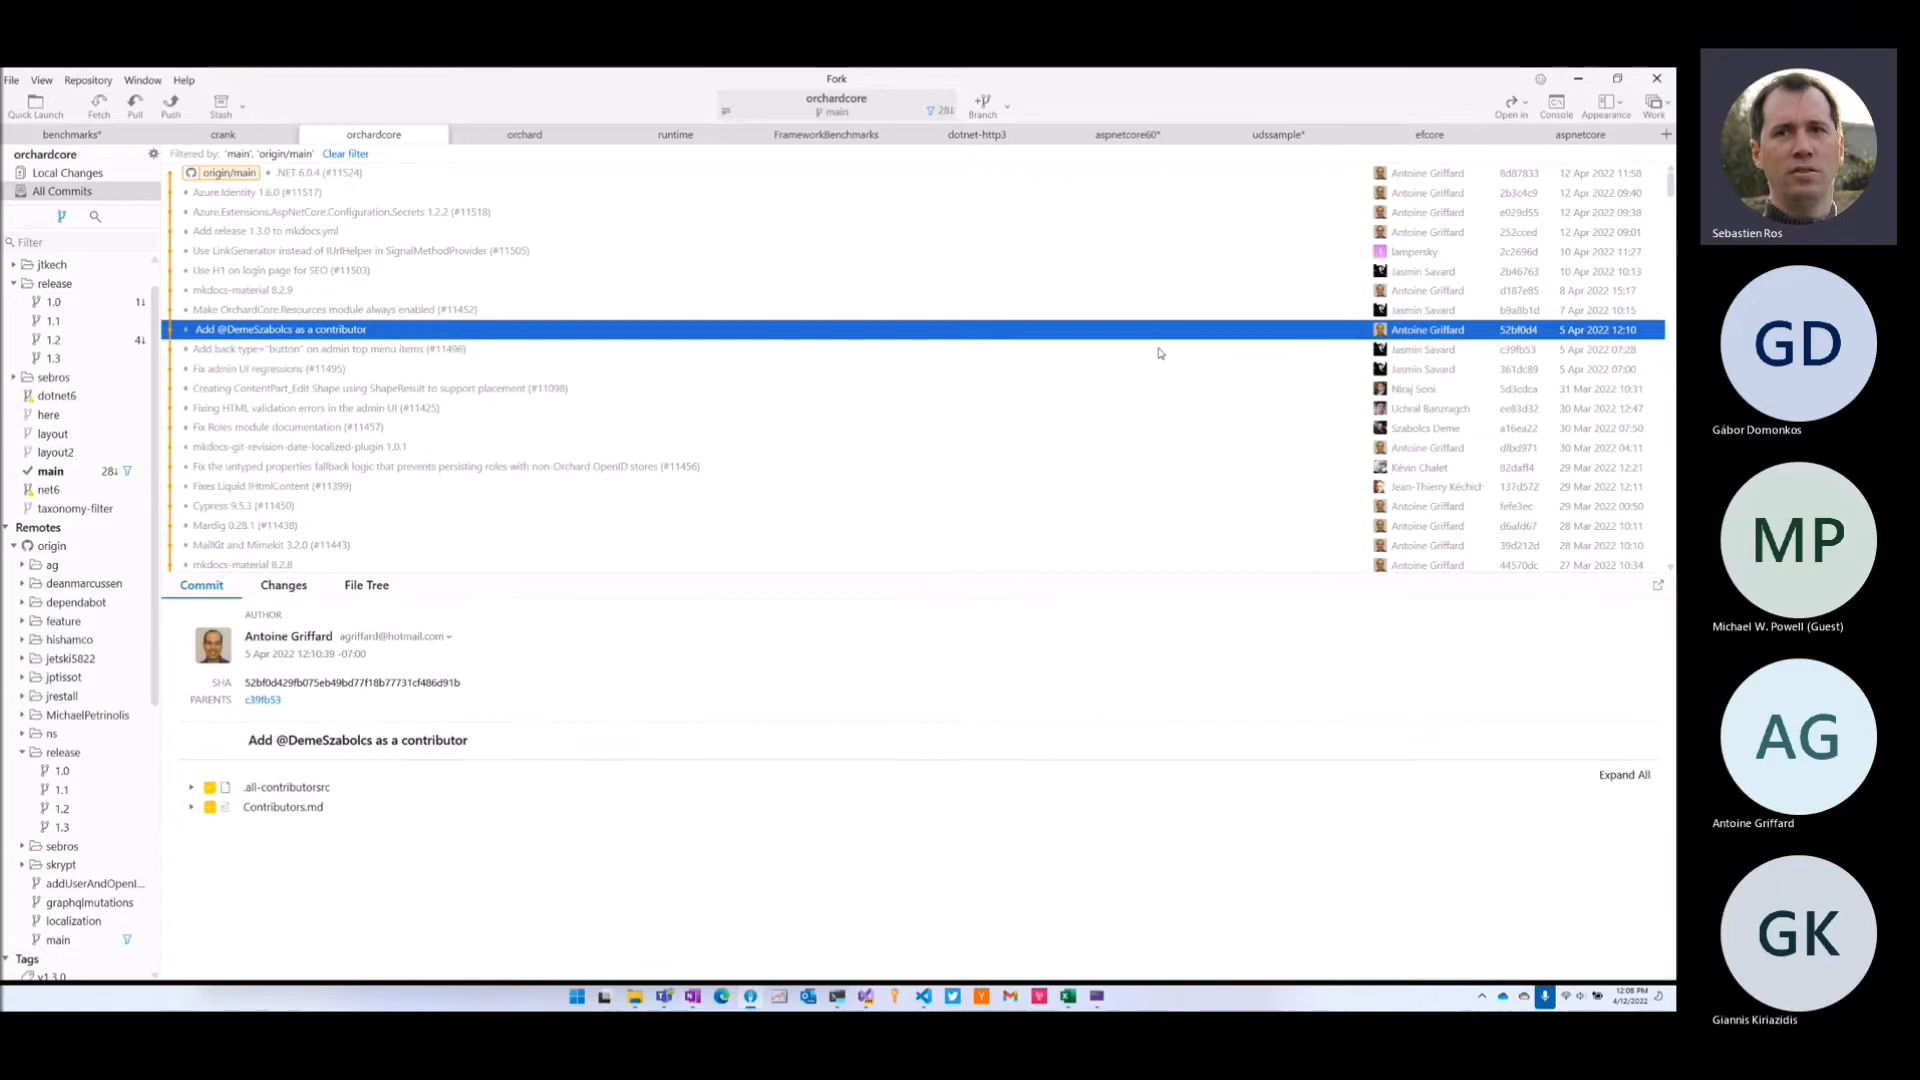 File View Repository Window Help
Fork
Quick Launch Fetch Pull Push Stash
orchardcore
main
28↓
Branch
Open in Console Appearance Work
benchmarks* crank orchardcore orchard runtime FrameworkBenchmarks dotnet-http3 aspnetcore60* udssample* efcore aspnetcore
orchardcore
Local Changes
All Commits
Filter
jtkech
release
1.0 1↓
1.1
1.2 4↓
1.3
sebros
dotnet6
here
layout
layout2
main 28↓
net6
taxonomy-filter
Remotes
origin
ag
deanmarcussen
dependabot
feature
hishamco
jetski5822
jptissot
jrestall
MichaelPetrinolis
ns
release
1.0
1.1
1.2
1.3
sebros
skrypt
addUserAndOpenI...
graphqlmutations
localization
main
Tags
v1.3.0
Filtered by: 'main', 'origin/main' Clear filter
origin/main .NET 6.0.4 (#11524) Antoine Griffard 8d87833 12 Apr 2022 11:58
Azure.Identity 1.6.0 (#11517) Antoine Griffard 2b3c4c9 12 Apr 2022 09:40
Azure.Extensions.AspNetCore.Configuration.Secrets 1.2.2 (#11518) Antoine Griffard e029d55 12 Apr 2022 09:38
Add release 1.3.0 to mkdocs.yml Antoine Griffard 252cced 12 Apr 2022 09:01
Use LinkGenerator instead of IUrlHelper in SignalMethodProvider (#11505) lampersky 2c2696d 10 Apr 2022 11:27
Use H1 on login page for SEO (#11503) Jasmin Savard 2b46763 10 Apr 2022 10:13
mkdocs-material 8.2.9 Antoine Griffard d187e85 8 Apr 2022 15:17
Make OrchardCore.Resources module always enabled (#11452) Jasmin Savard b9a8b1d 7 Apr 2022 10:15
Add @DemeSzabolcs as a contributor Antoine Griffard 52bf0d4 5 Apr 2022 12:10
Add back type="button" on admin top menu items (#11496) Jasmin Savard c39fb53 5 Apr 2022 07:28
Fix admin UI regressions (#11495) Jasmin Savard 361dc89 5 Apr 2022 07:00
Creating ContentPart_Edit Shape using ShapeResult to support placement (#11098) Niraj Soni 5d3cdca 31 Mar 2022 10:31
Fixing HTML validation errors in the admin UI (#11425) Uchral Banzragch ee83d32 30 Mar 2022 12:47
Fix Roles module documentation (#11457) Szabolcs Deme a16ea22 30 Mar 2022 07:50
mkdocs-git-revision-date-localized-plugin 1.0.1 Antoine Griffard dfbd971 30 Mar 2022 04:11
Fix the untyped properties fallback logic that prevents persisting roles with non-Orchard OpenID stores (#11456) Kévin Chalet 82daff4 29 Mar 2022 12:21
Fixes Liquid IHtmlContent (#11399) Jean-Thierry Kéchich 137d572 29 Mar 2022 12:11
Cypress 9.5.3 (#11450) Antoine Griffard fefe3ec 29 Mar 2022 00:50
Mardig 0.28.1 (#11438) Antoine Griffard d6afd67 28 Mar 2022 10:11
MailKit and Mimekit 3.2.0 (#11443) Antoine Griffard 39d212d 28 Mar 2022 10:10
mkdocs-material 8.2.8 Antoine Griffard 44570dc 27 Mar 2022 10:34
Commit Changes File Tree
AUTHOR
Antoine Griffard agriffard@hotmail.com
5 Apr 2022 12:10:39 -07:00
SHA 52bf0d429fb075eb49bd77f18b77731cf486d91b
PARENTS c39fb53
Add @DemeSzabolcs as a contributor
Expand All
.all-contributorsrc
Contributors.md
12:08 PM
4/12/2022
Sebastien Ros
GD
Gábor Domonkos
MP
Michael W. Powell (Guest)
AG
Antoine Griffard
GK
Giannis Kiriazidis